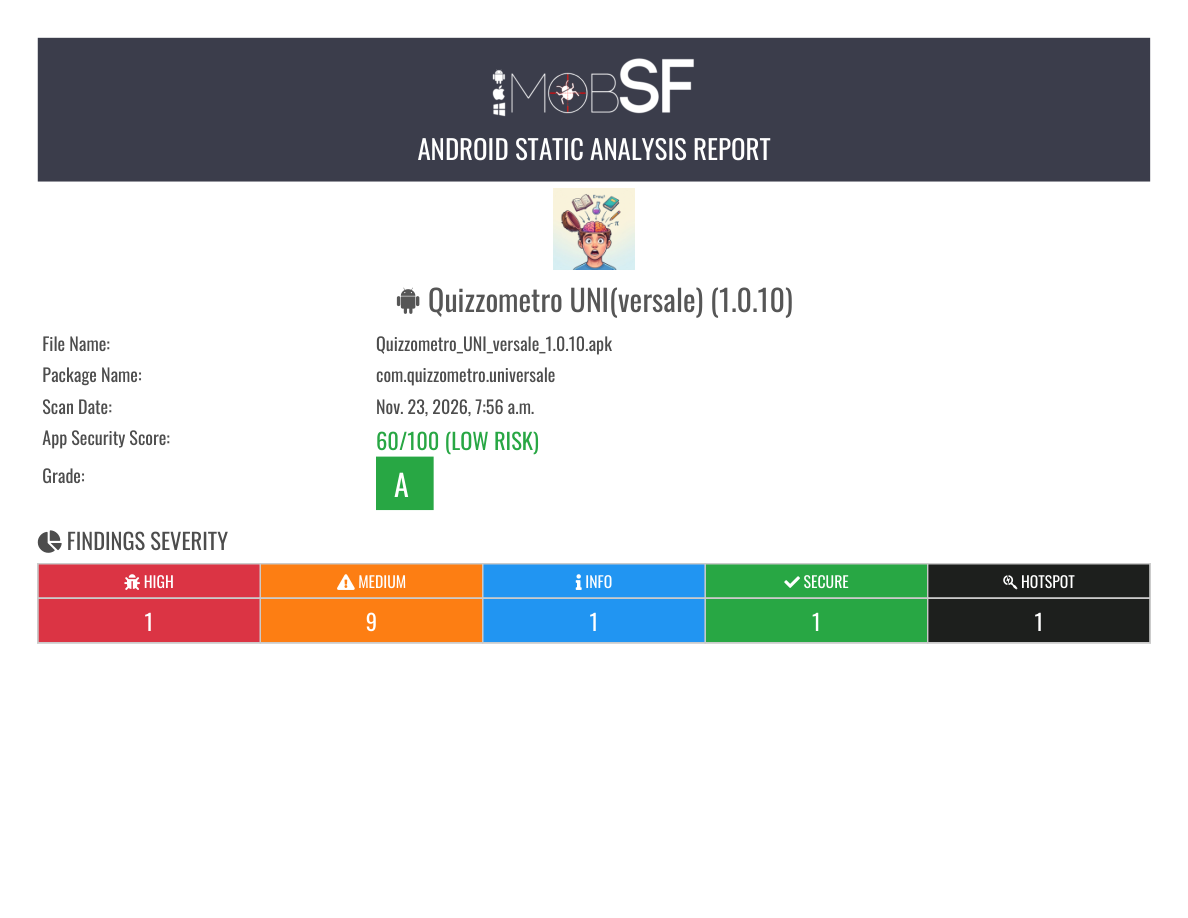 MOBSF
ANDROID STATIC ANALYSIS REPORT
Quizzometro UNI(versale) (1.0.10)
File Name: Quizzometro_UNI_versale_1.0.10.apk
Package Name: com.quizzometro.universale
Scan Date: Nov. 23, 2026, 7:56 a.m.
App Security Score: 60/100 (LOW RISK)
Grade: A
FINDINGS SEVERITY
HIGH MEDIUM INFO SECURE HOTSPOT
1 9 1 1 1